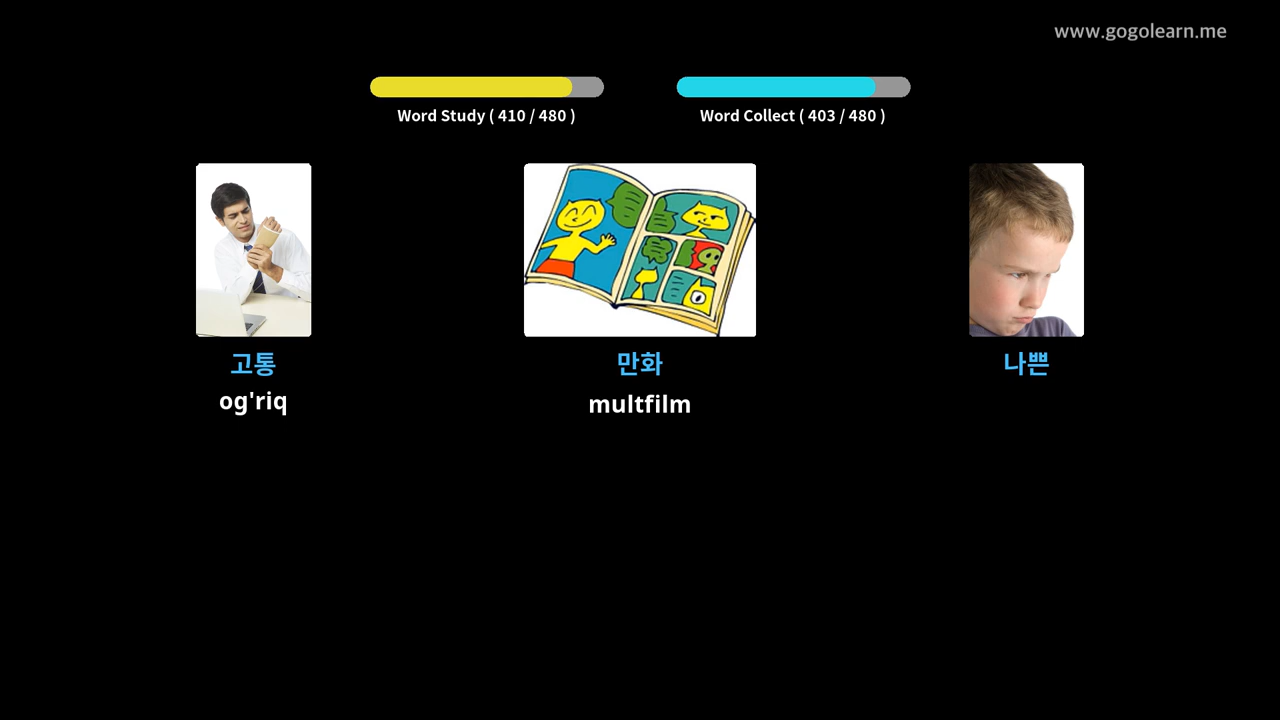 www.gogolearn.me
Word Study ( 410 / 480 )
Word Collect ( 403 / 480 )
고통
만화
나쁜
og'riq
multfilm